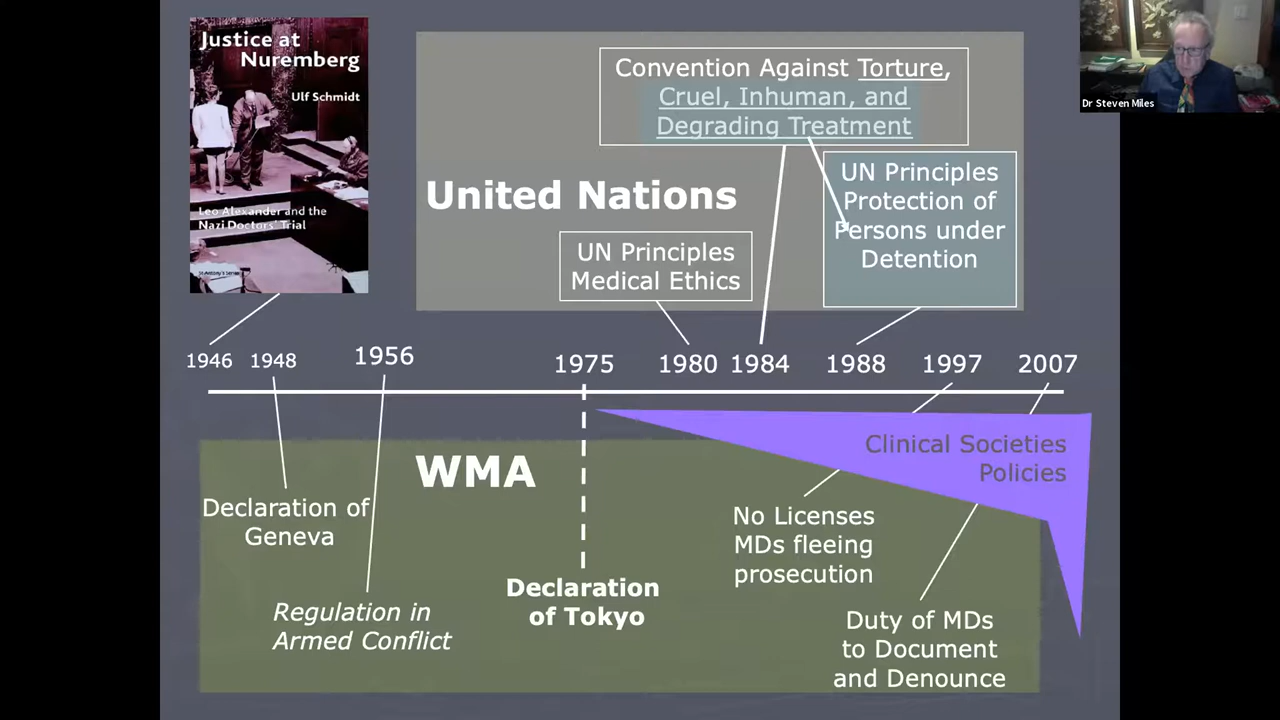 Justice at
Nuremberg
Ulf Schmidt
Leo Alexander and the
Nazi Doctors' Trial
St Antony's Series
Convention Against Torture,
Cruel, Inhuman, and
Degrading Treatment
United Nations
UN Principles
Protection of
Persons under
Detention
UN Principles
Medical Ethics
Dr Steven Miles
1946 1948 1956 1975 1980 1984 1988 1997 2007
WMA
Clinical Societies
Policies
Declaration of
Geneva
Regulation in
Armed Conflict
Declaration
of Tokyo
No Licenses
MDs fleeing
prosecution
Duty of MDs
to Document
and Denounce